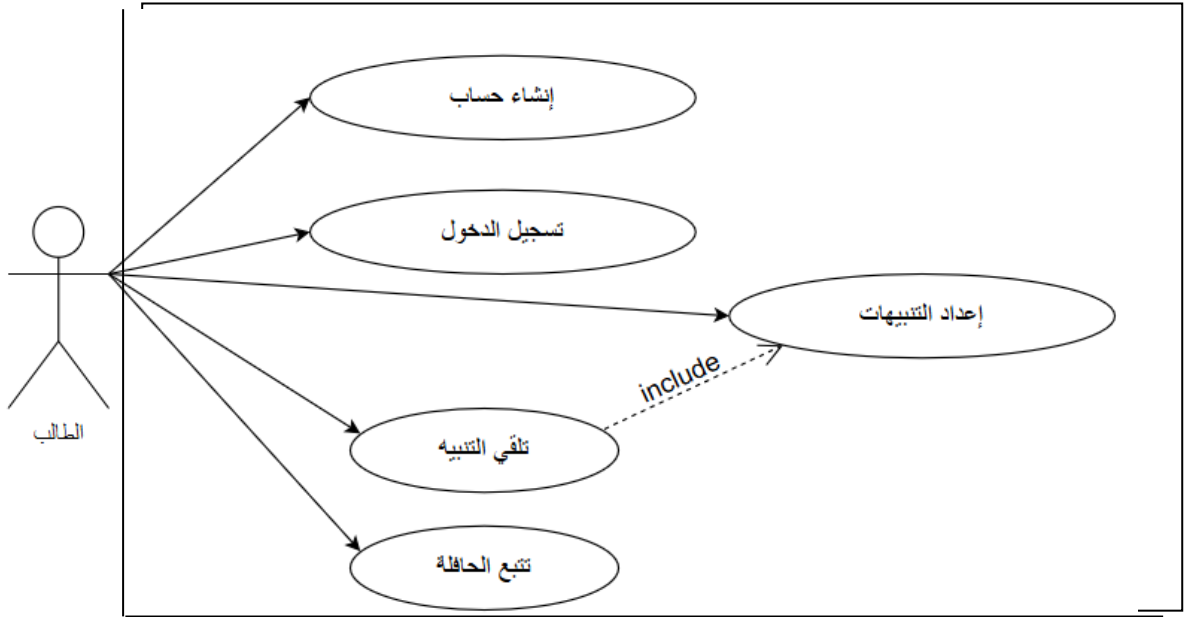 إنشاء حساب
تسجيل الدخول
إعداد التنبيهات
include
تلقي التنبيه
الطالب
تتبع الحافلة